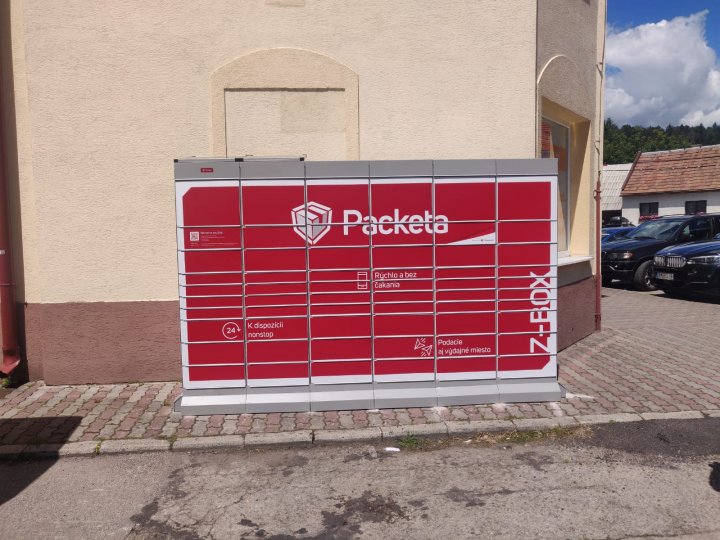 Packeta
Rýchlo a bez
čakania
24
K dispozícii
nonstop
Podacie
aj výdajné miesto
Z-BOX